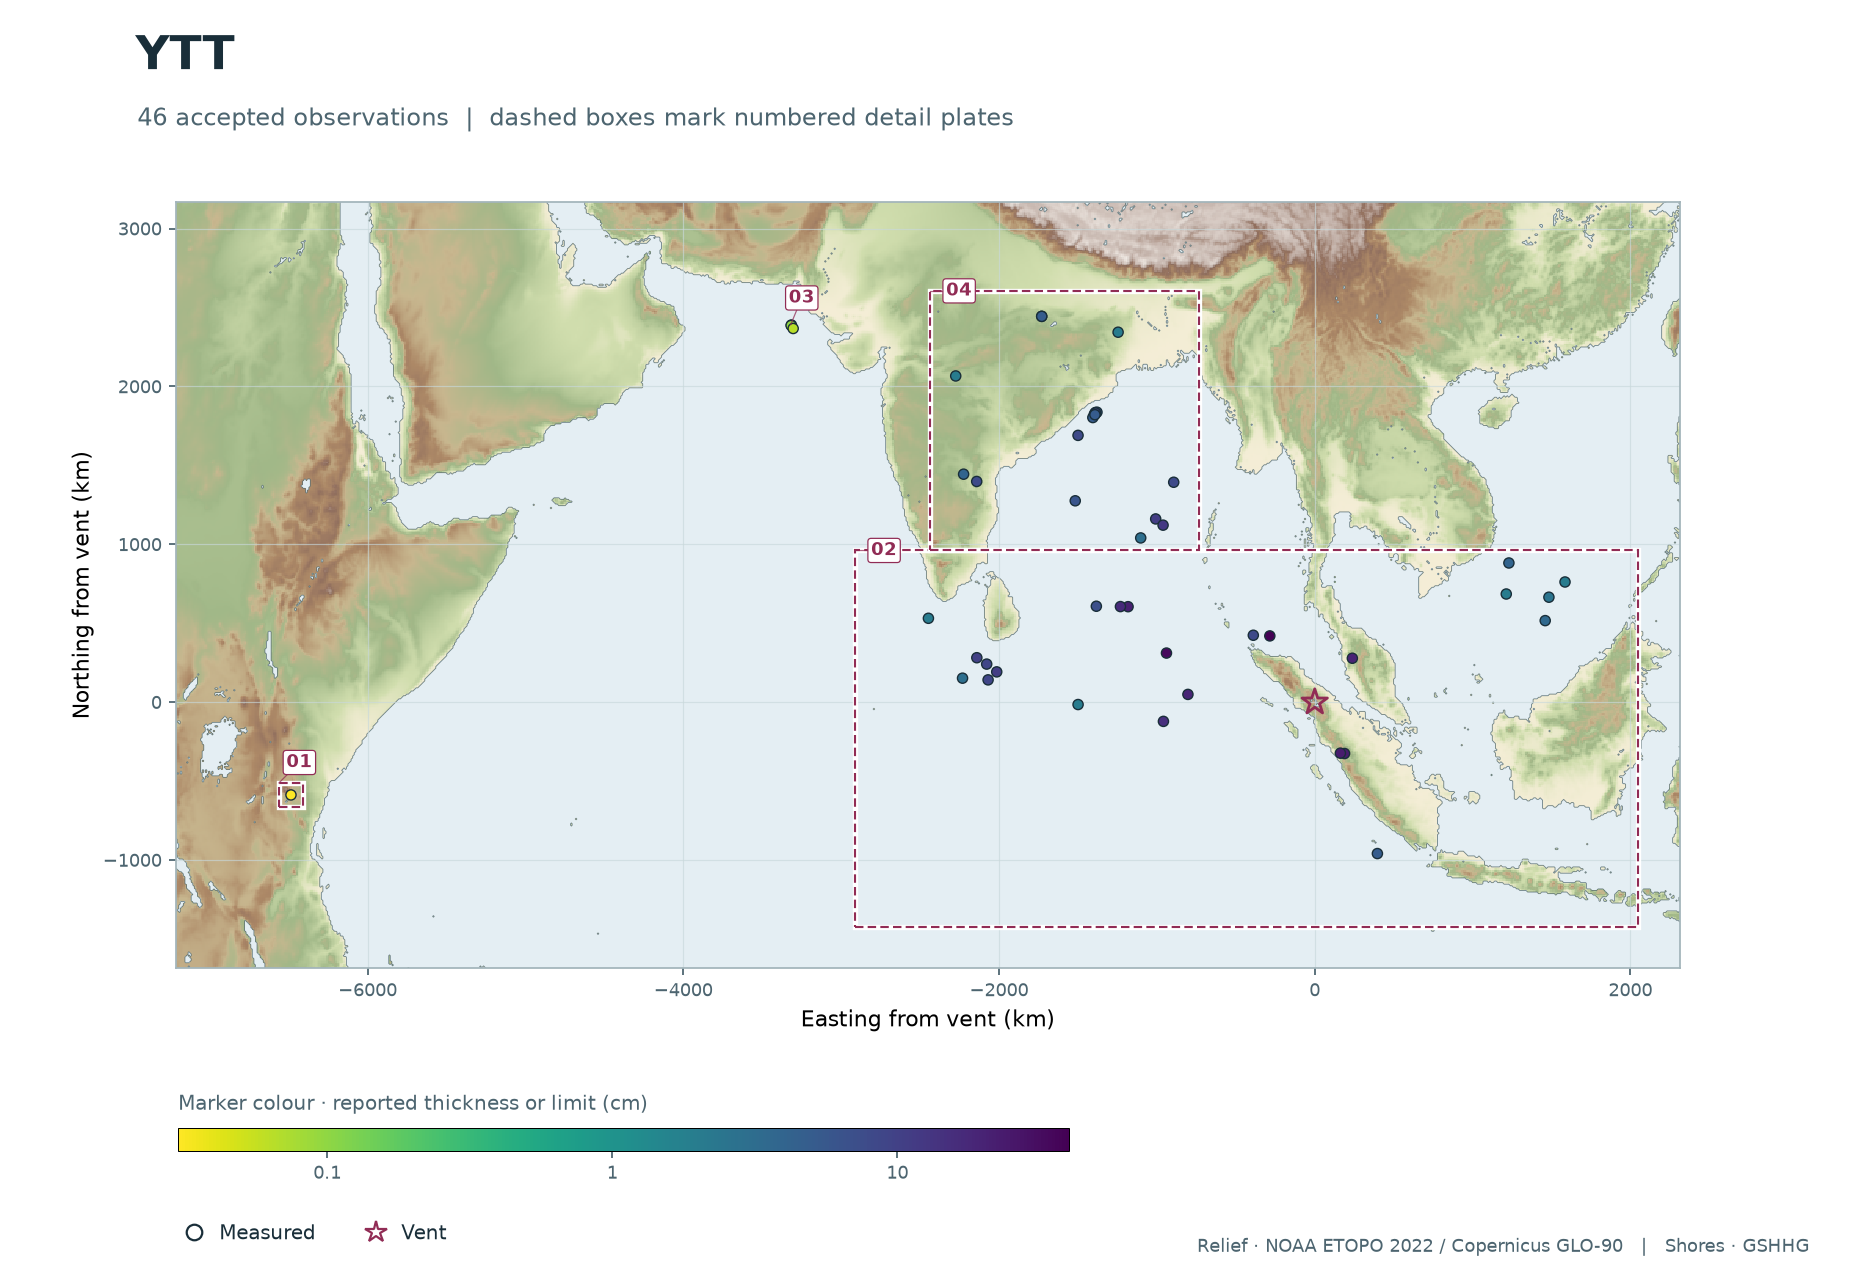 YTT
46 accepted observations | dashed boxes mark numbered detail plates
3000
2000
1000
0
−1000
Northing from vent (km)
03
04
02
01
−6000
−4000
−2000
0
2000
Easting from vent (km)
Marker colour · reported thickness or limit (cm)
0.1
1
10
Measured
Vent
Relief · NOAA ETOPO 2022 / Copernicus GLO-90 | Shores · GSHHG